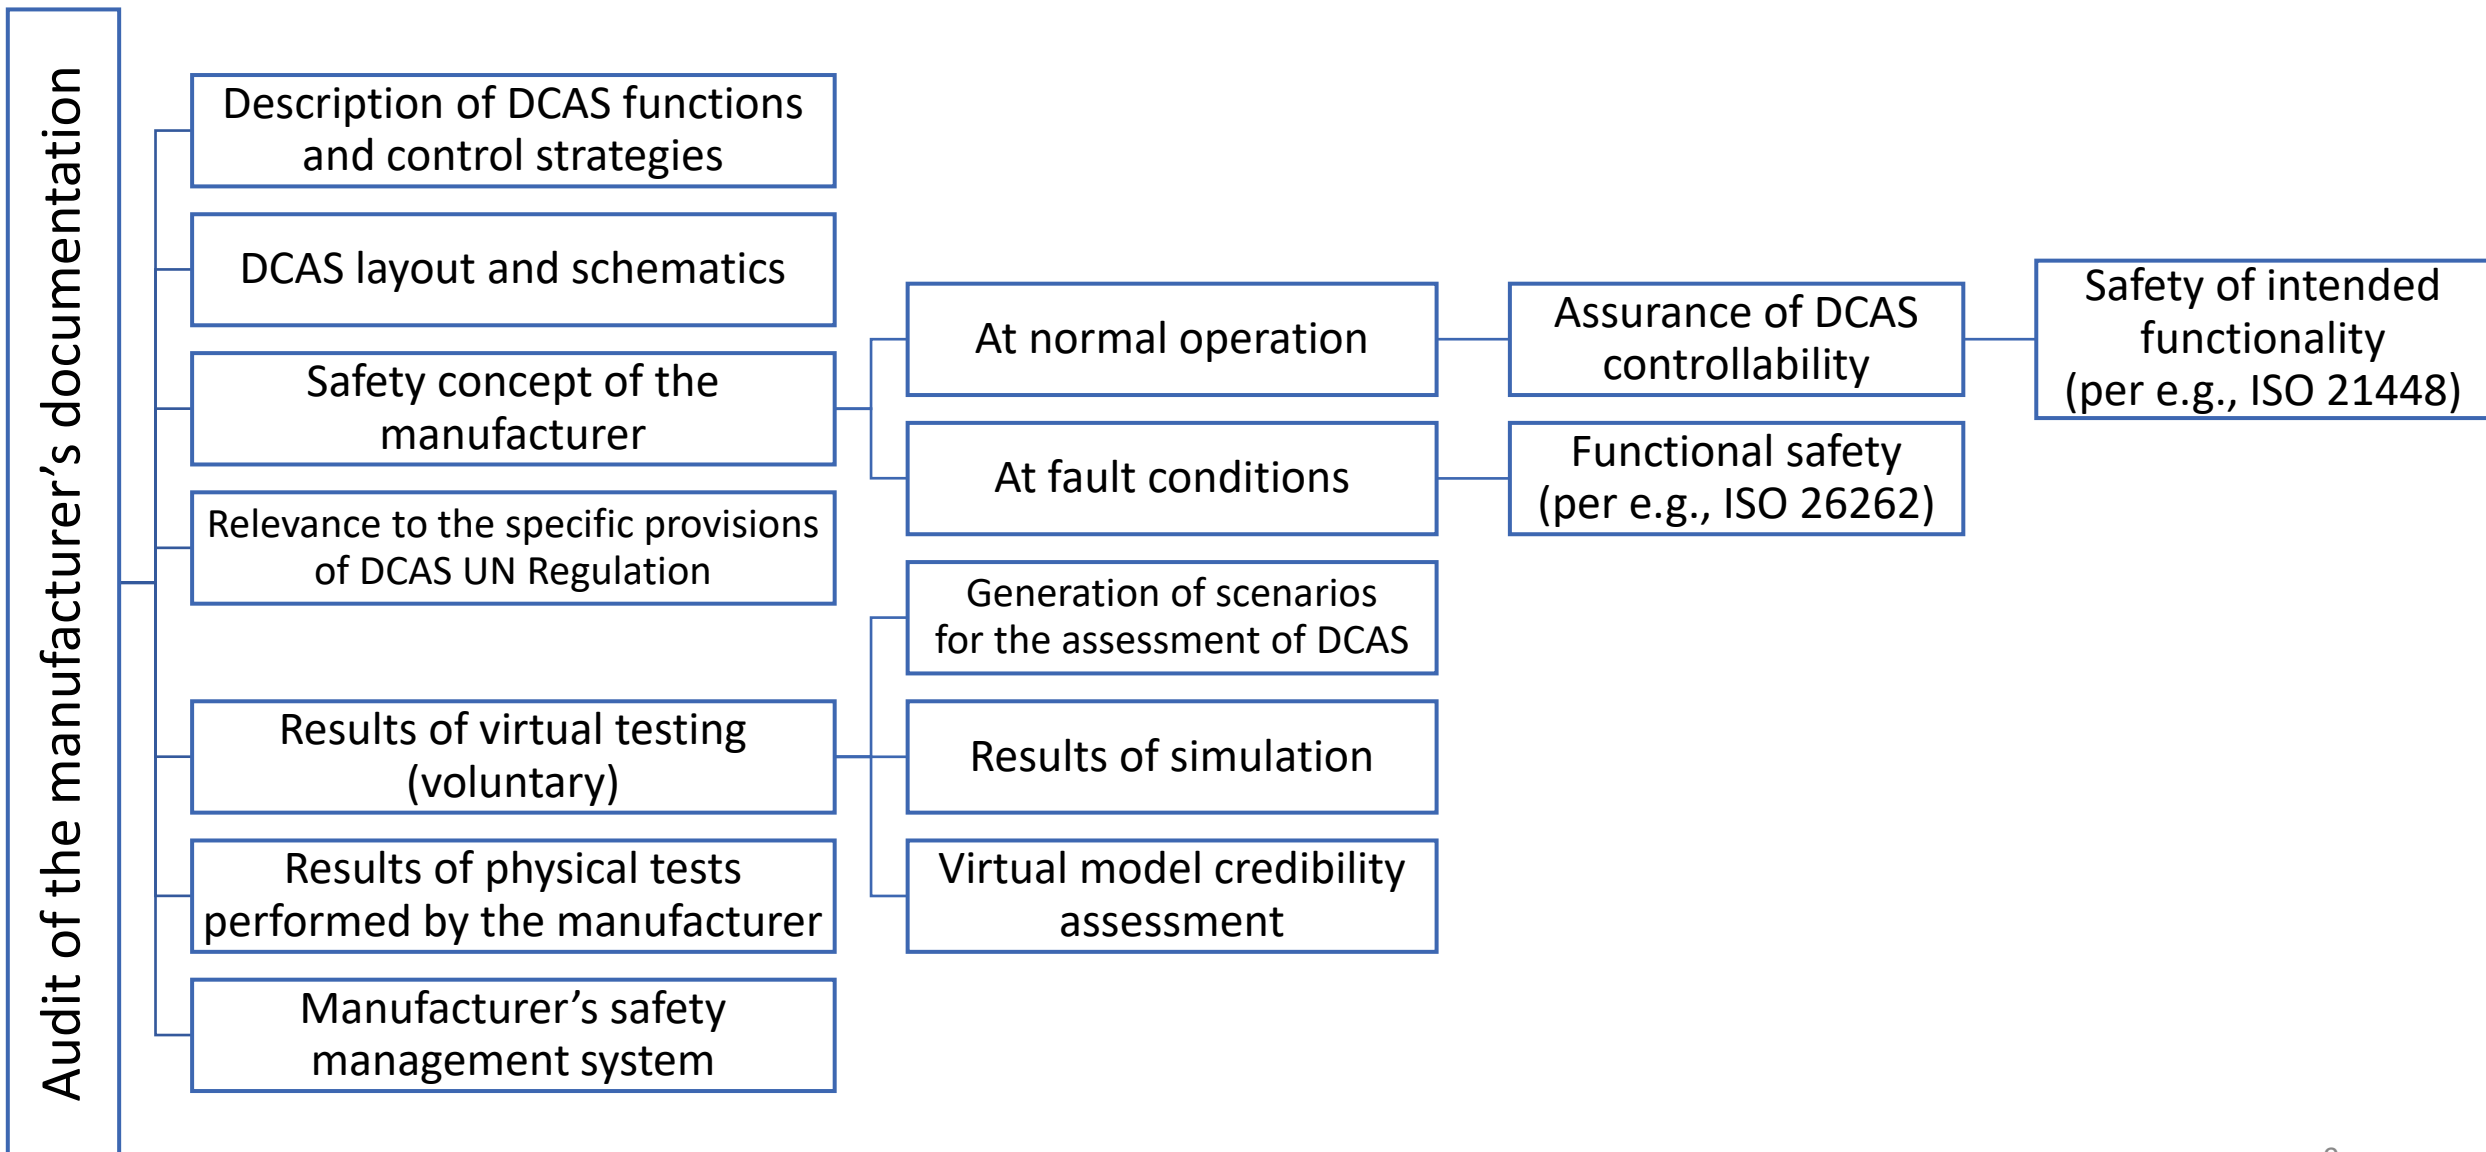 Audit of the manufacturer's documentation
Description of DCAS functions
and control strategies
DCAS layout and schematics
Safety concept of the
manufacturer
Relevance to the specific provisions
of DCAS UN Regulation
Results of virtual testing
(voluntary)
Results of physical tests
performed by the manufacturer
Manufacturer’s safety
management system
At normal operation
At fault conditions
Generation of scenarios
for the assessment of DCAS
Results of simulation
Virtual model credibility
assessment
Assurance of DCAS
controllability
Functional safety
(per e.g., ISO 26262)
Safety of intended
functionality
(per e.g., ISO 21448)